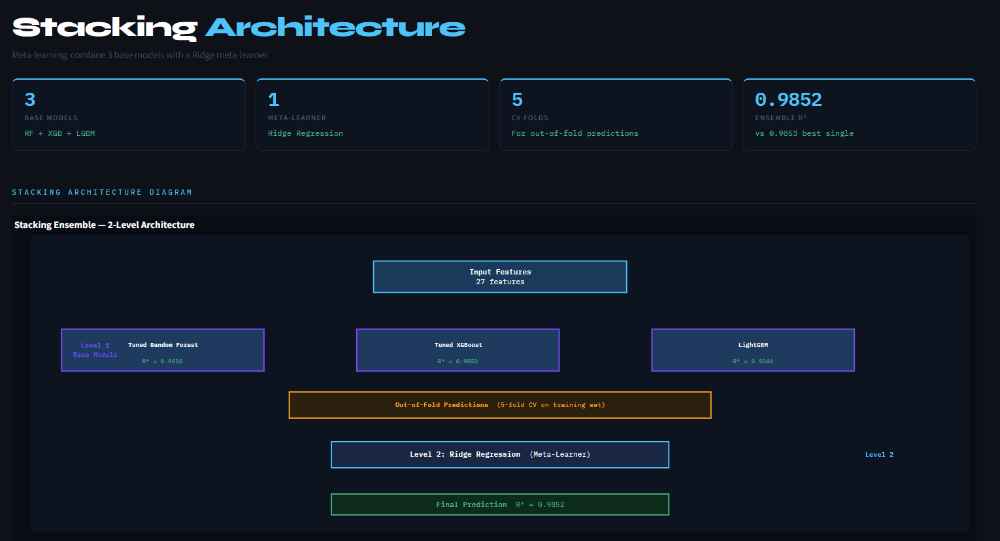 Stacking Architecture
Meta-learning: combine 3 base models with a Ridge meta-learner
3
BASE MODELS
RF + XGB + LGBM
1
META-LEARNER
Ridge Regression
5
CV FOLDS
For out-of-fold predictions
0.9852
ENSEMBLE R²
vs 0.9853 best single
STACKING ARCHITECTURE DIAGRAM
Stacking Ensemble — 2-Level Architecture
Input Features
27 features
Level 1
Base Models
Tuned Random Forest
R² = 0.9850
Tuned XGBoost
R² = 0.9853
LightGBM
R² = 0.9846
Out-of-Fold Predictions (5-fold CV on training set)
Level 2: Ridge Regression (Meta-Learner)
Level 2
Final Prediction R² = 0.9852